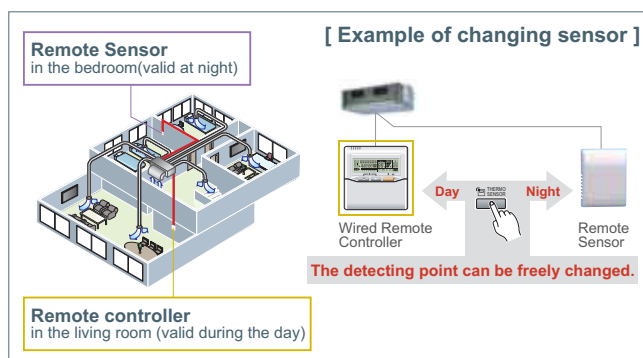 Remote Sensor
in the bedroom(valid at night)
[ Example of changing sensor ]
Day
THERMO
SENSOR
Night
Wired Remote
Controller
Remote
Sensor
The detecting point can be freely changed.
Remote controller
in the living room (valid during the day)